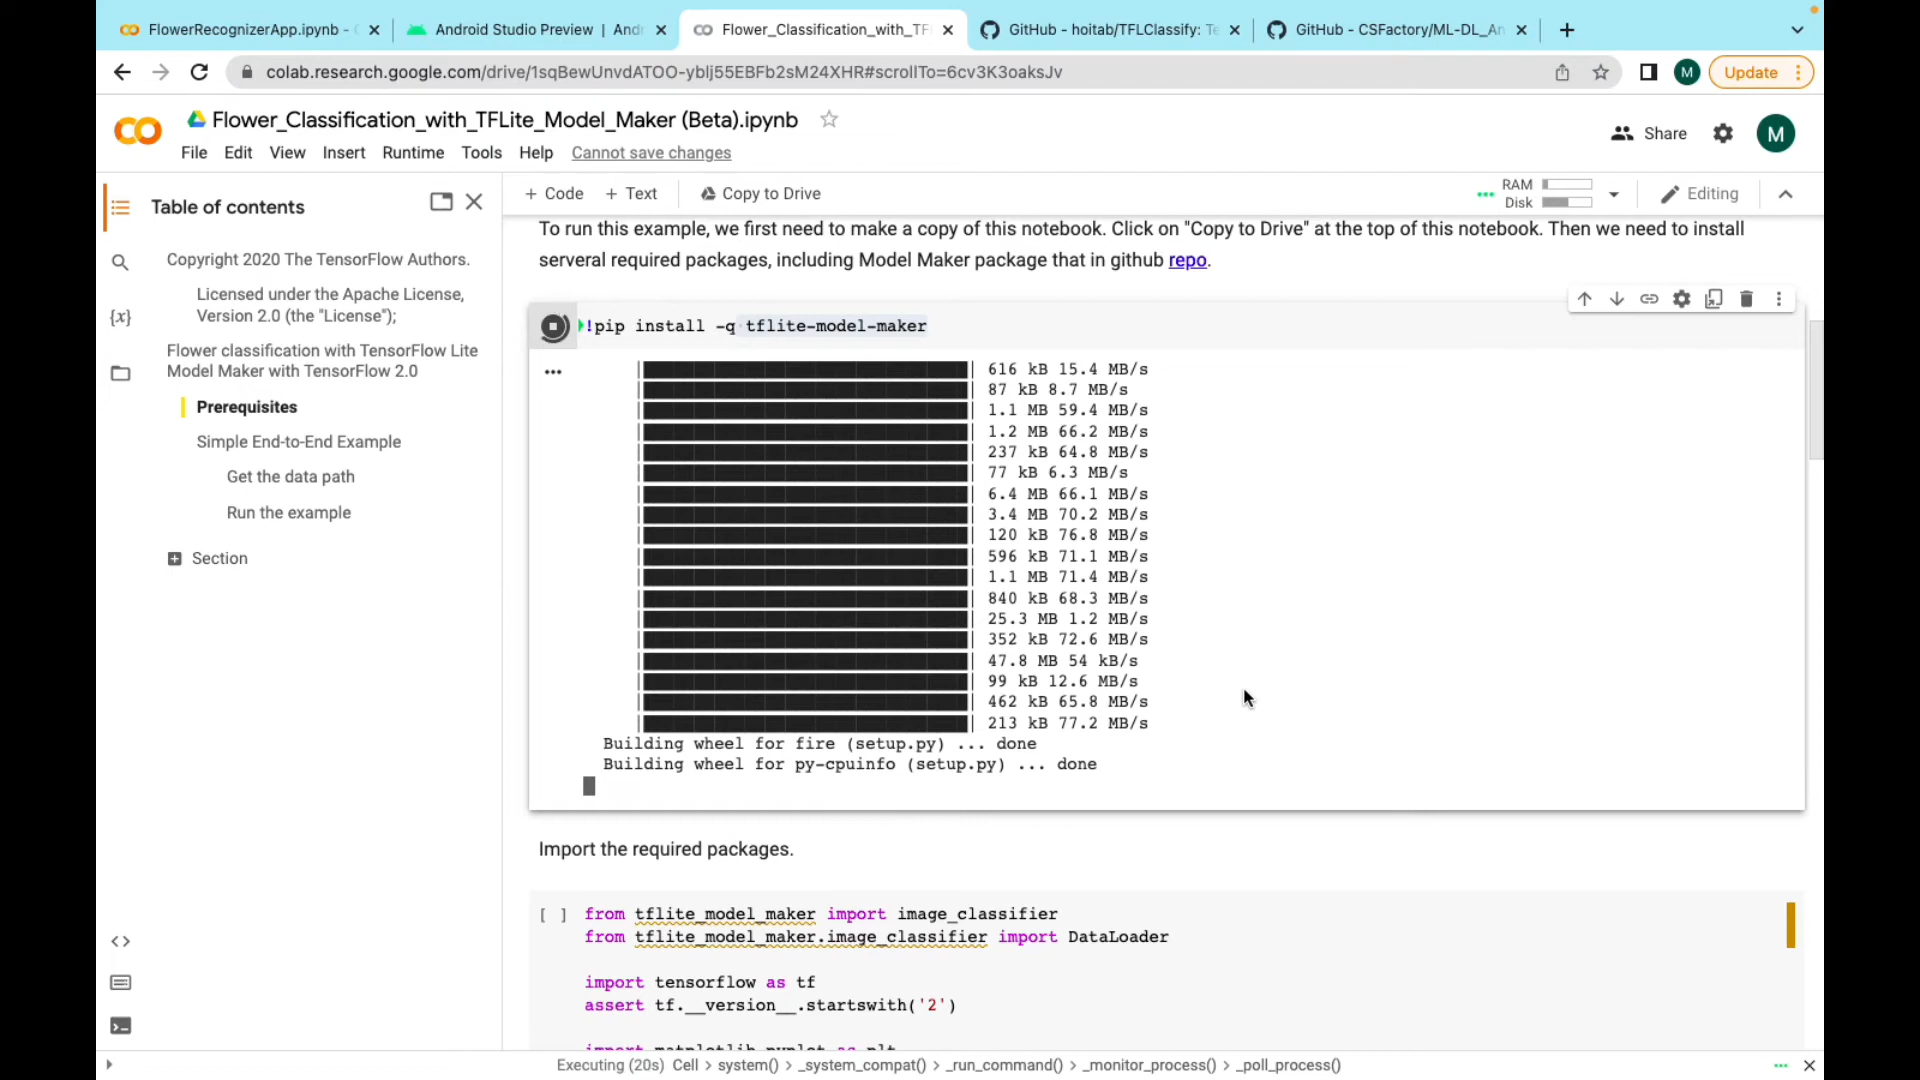 FlowerRecognizerApp.ipynb -
Android Studio Preview | And
Flower_Classification_with_TF
GitHub - hoitab/TFLClassify: Te
GitHub - CSFactory/ML-DL_An
colab.research.google.com/drive/1sqBewUnvdATOO-yblj55EBFb2sM24XHR#scrollTo=6cv3K3oaksJv
M
Update
CO
Flower_Classification_with_TFLite_Model_Maker (Beta).ipynb
File Edit View Insert Runtime Tools Help Cannot save changes
Share
M
Table of contents
+ Code + Text Copy to Drive
RAM
Disk
Editing
Copyright 2020 The TensorFlow Authors.
Licensed under the Apache License,
Version 2.0 (the "License");
Flower classification with TensorFlow Lite
Model Maker with TensorFlow 2.0
Prerequisites
Simple End-to-End Example
Get the data path
Run the example
Section
{x}
To run this example, we first need to make a copy of this notebook. Click on "Copy to Drive" at the top of this notebook. Then we need to install
serveral required packages, including Model Maker package that in github repo.
!pip install -q tflite-model-maker
616 kB 15.4 MB/s
87 kB 8.7 MB/s
1.1 MB 59.4 MB/s
1.2 MB 66.2 MB/s
237 kB 64.8 MB/s
77 kB 6.3 MB/s
6.4 MB 66.1 MB/s
3.4 MB 70.2 MB/s
120 kB 76.8 MB/s
596 kB 71.1 MB/s
1.1 MB 71.4 MB/s
840 kB 68.3 MB/s
25.3 MB 1.2 MB/s
352 kB 72.6 MB/s
47.8 MB 54 kB/s
99 kB 12.6 MB/s
462 kB 65.8 MB/s
213 kB 77.2 MB/s
Building wheel for fire (setup.py) ... done
Building wheel for py-cpuinfo (setup.py) ... done
Import the required packages.
[ ] from tflite_model_maker import image_classifier
from tflite_model_maker.image_classifier import DataLoader
import tensorflow as tf
assert tf.__version__.startswith('2')
import matplotlib.pyplot as plt
Executing (20s) Cell > system() > _system_compat() > _run_command() > _monitor_process() > _poll_process()